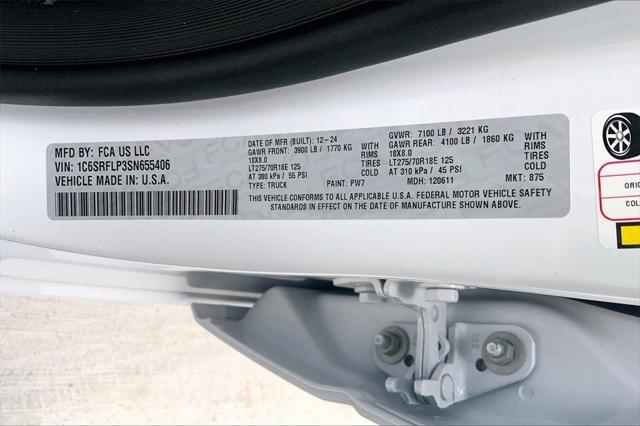 MFD BY: FCA US LLC
VIN: 1C6SRFLP3SN655406
VEHICLE MADE IN: U.S.A.
DATE OF MFR (BUILT): 12-24
GAWR FRONT: 3900 LB / 1770 KG
18X8.0 RIMS
LT275/70R18E 125 TIRES
AT 380 kPa / 55 PSI COLD
TYPE: TRUCK PAINT: PW7
GVWR: 7100 LB / 3221 KG
GAWR REAR: 4100 LB / 1860 KG
18X8.0 RIMS
LT275/70R18E 125 TIRES
AT 310 kPa / 45 PSI COLD
MDH: 120611 MKT: 875
THIS VEHICLE CONFORMS TO ALL APPLICABLE U.S.A. FEDERAL MOTOR VEHICLE SAFETY
STANDARDS IN EFFECT ON THE DATE OF MANUFACTURE SHOWN ABOVE.